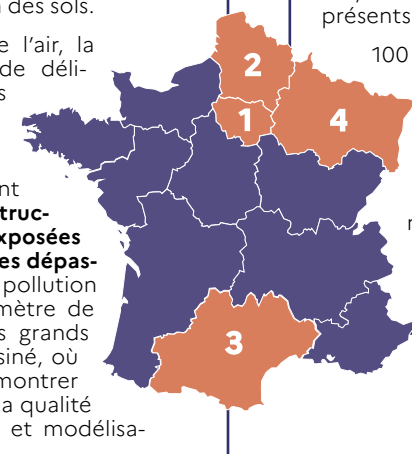 des sols.
présents
e l’air, la
100
de déli-
2
1
4
nt
truc-
xposées
es dépas-
pollution
mètre de
s grands
siné, où
montrer
a qualité
et modélisa-
3